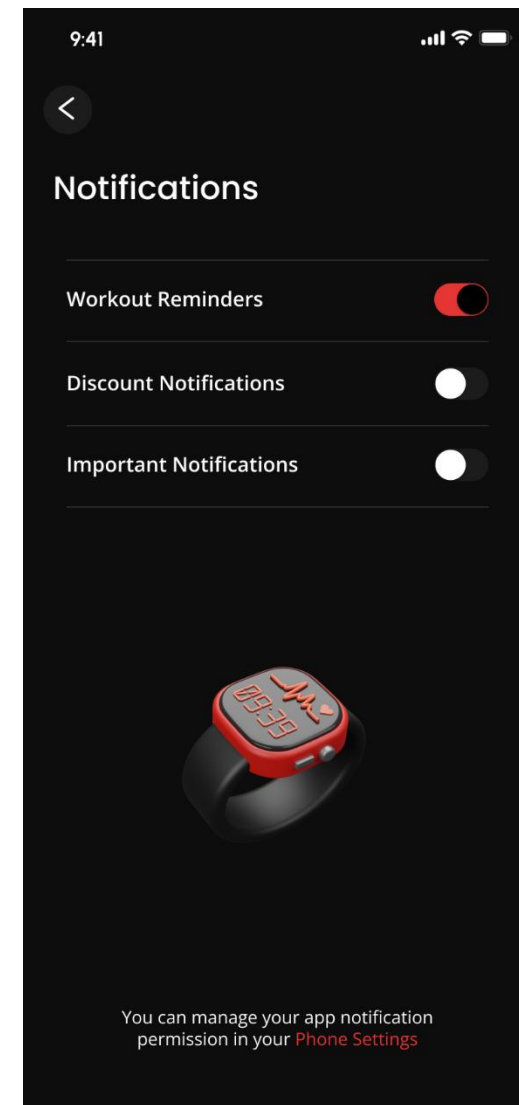 9:41
Notifications
Workout Reminders
Discount Notifications
Important Notifications
09:39
You can manage your app notification
permission in your Phone Settings